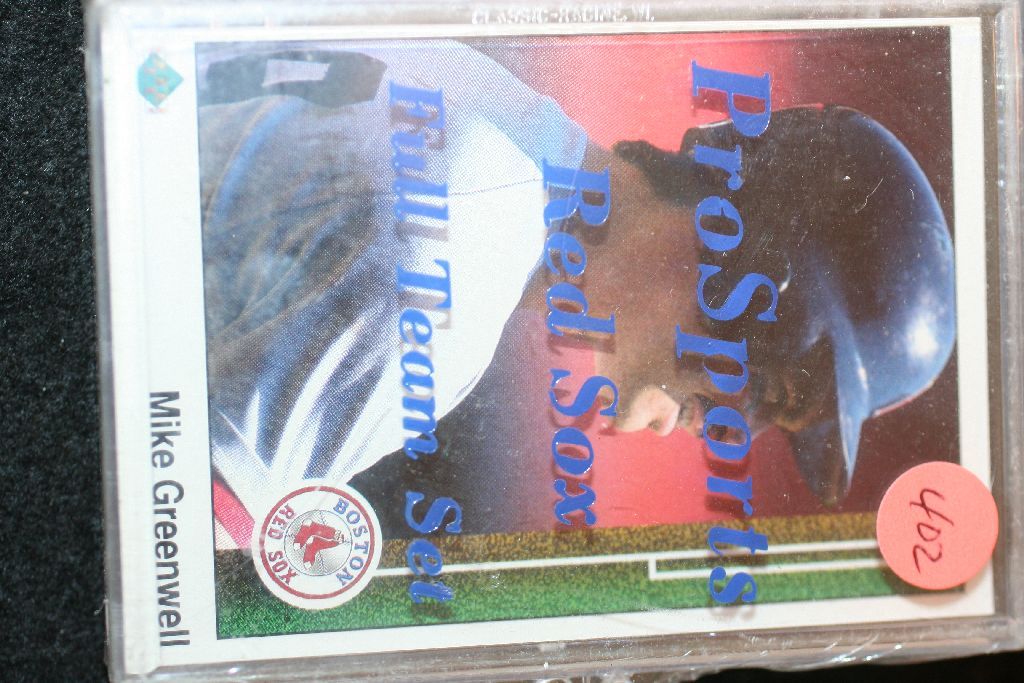 ProSports
Red Sox
Full Team Set
402
BOSTON
RED SOX
Mike Greenwell